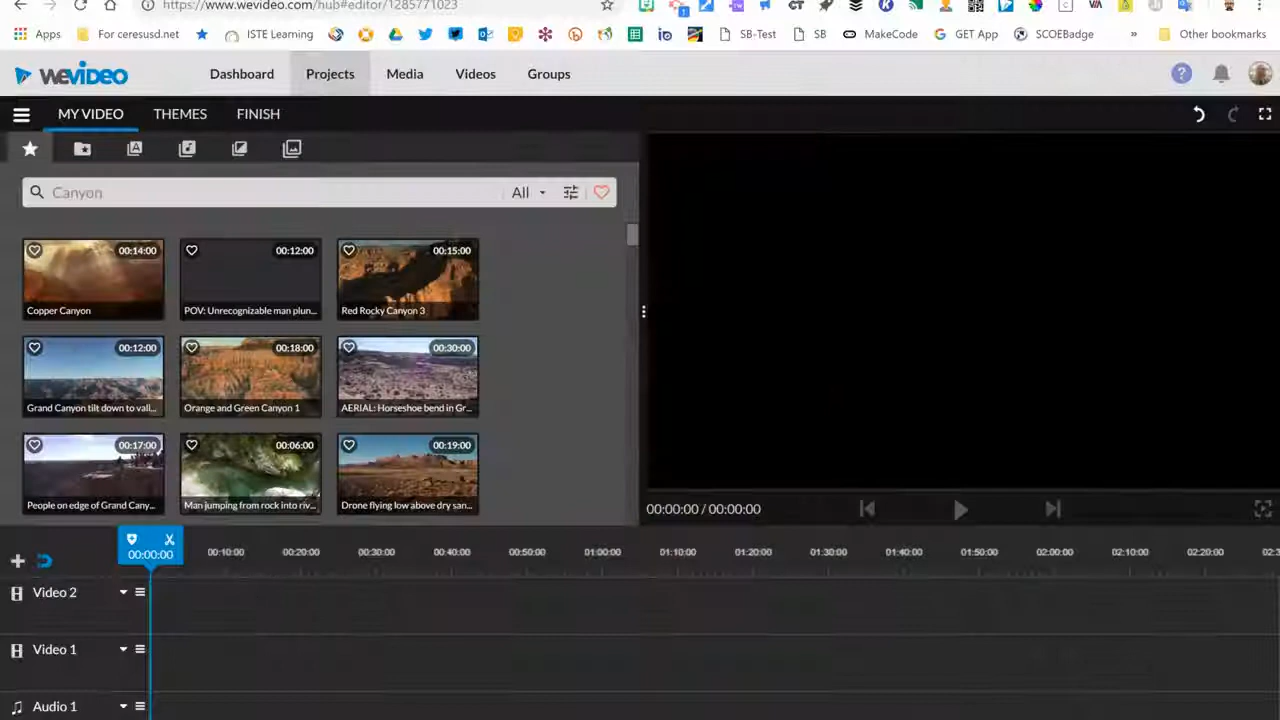 https://www.wevideo.com/hub#editor/1285771023
Apps For ceresusd.net ISTE Learning SB-Test SB MakeCode GET App SCOEBadge » Other bookmarks
WEVIDEO Dashboard Projects Media Videos Groups ?
MY VIDEO THEMES FINISH
Canyon All
00:14:00 00:12:00 00:15:00
Copper Canyon POV: Unrecognizable man plun... Red Rocky Canyon 3
00:12:00 00:18:00 00:30:00
Grand Canyon tilt down to vall... Orange and Green Canyon 1 AERIAL: Horseshoe bend in Gr...
00:17:00 00:06:00 00:19:00
People on edge of Grand Cany... Man jumping from rock into riv... Drone flying low above dry san...
00:00:00 / 00:00:00
00:00:00 00:10:00 00:20:00 00:30:00 00:40:00 00:50:00 01:00:00 01:10:00 01:20:00 01:30:00 01:40:00 01:50:00 02:00:00 02:10:00 02:20:00
Video 2
Video 1
Audio 1